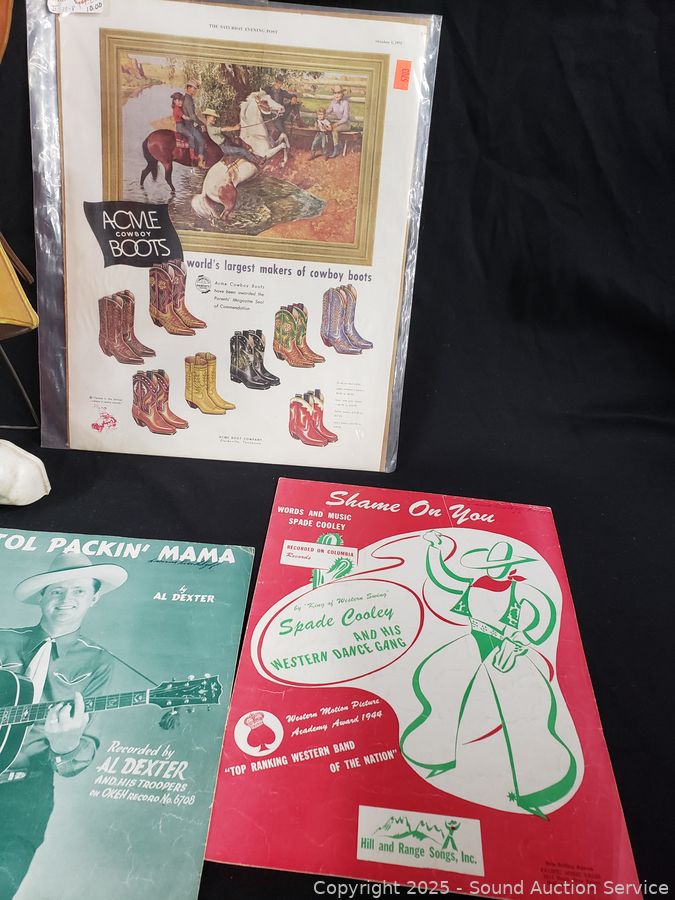 10.00
THE SATURDAY EVENING POST
ACME
COWBOY
BOOTS
world's largest makers of cowboy boots
Acme Cowboy Boots
have been awarded the
Parents' Magazine Seal
of Commendation
ACME BOOT COMPANY
Clarksville, Tennessee
TOL PACKIN' MAMA
by
AL DEXTER
Recorded by
AL DEXTER
AND HIS TROOPERS
ON OKEH RECORD No. 6708
Shame On You
WORDS AND MUSIC
SPADE COOLEY
RECORDED ON COLUMBIA
Records
by "King of Western Swing"
Spade Cooley
AND HIS
WESTERN DANCE GANG
Western Motion Picture
Academy Award 1944
"TOP RANKING WESTERN BAND
OF THE NATION"
Hill and Range Songs, Inc.
Copyright 2025 - Sound Auction Service